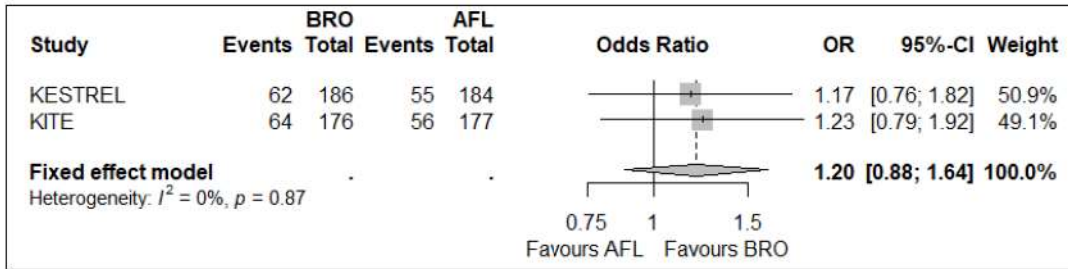 BRO AFL
Study Events Total Events Total Odds Ratio OR 95%-CI Weight
KESTREL 62 186 55 184 1.17 [0.76; 1.82] 50.9%
KITE 64 176 56 177 1.23 [0.79; 1.92] 49.1%
Fixed effect model . . 1.20 [0.88; 1.64] 100.0%
Heterogeneity: I² = 0%, p = 0.87
0.75 1 1.5
Favours AFL Favours BRO